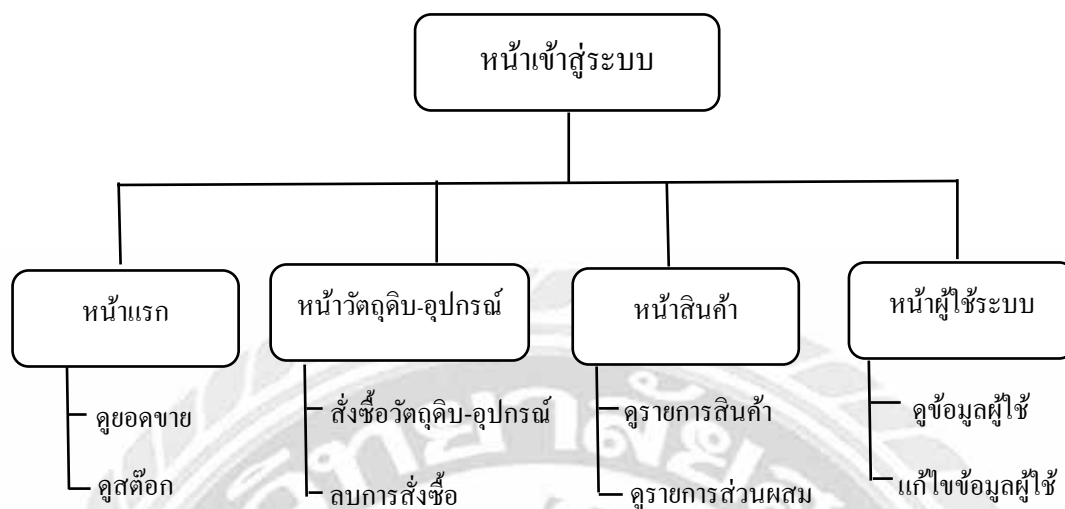 หน้าเข้าสู่ระบบ
หน้าแรก
หน้าวัตถุดิบ-อุปกรณ์
หน้าสินค้า
หน้าผู้ใช้ระบบ
ดูยอดขาย
สั่งซื้อวัตถุดิบ-อุปกรณ์
ดูรายการสินค้า
ดูข้อมูลผู้ใช้
ดูสต๊อก
ลบการสั่งซื้อ
ดูรายการส่วนผสม
แก้ไขข้อมูลผู้ใช้